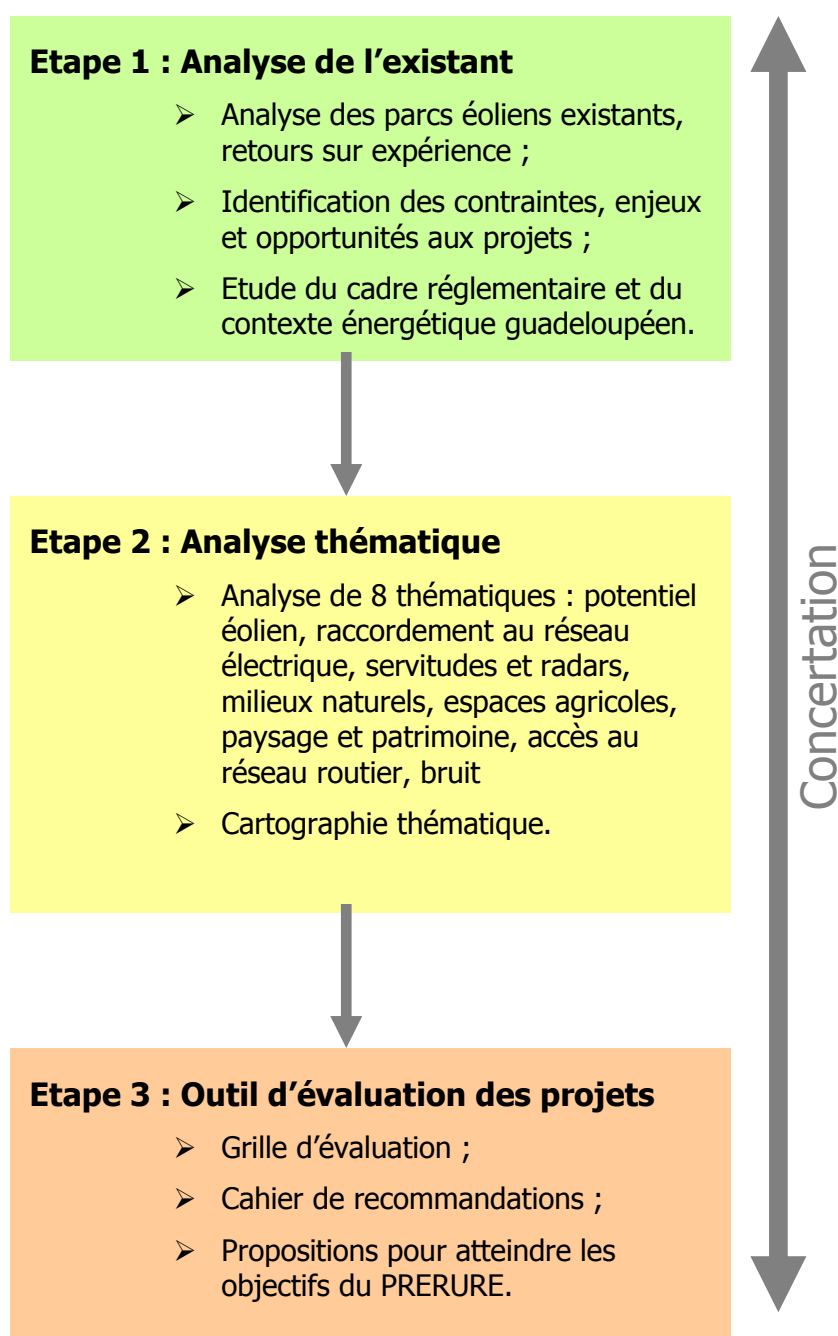 Etape 1 : Analyse de l’existant
➢ Analyse des parcs éoliens existants,
retours sur expérience ;
➢ Identification des contraintes, enjeux
et opportunités aux projets ;
➢ Etude du cadre réglementaire et du
contexte énergétique guadeloupéen.
Etape 2 : Analyse thématique
➢ Analyse de 8 thématiques : potentiel
éolien, raccordement au réseau
électrique, servitudes et radars,
milieux naturels, espaces agricoles,
paysage et patrimoine, accès au
réseau routier, bruit
➢ Cartographie thématique.
Etape 3 : Outil d’évaluation des projets
➢ Grille d’évaluation ;
➢ Cahier de recommandations ;
➢ Propositions pour atteindre les
objectifs du PRERURE.
Concertation